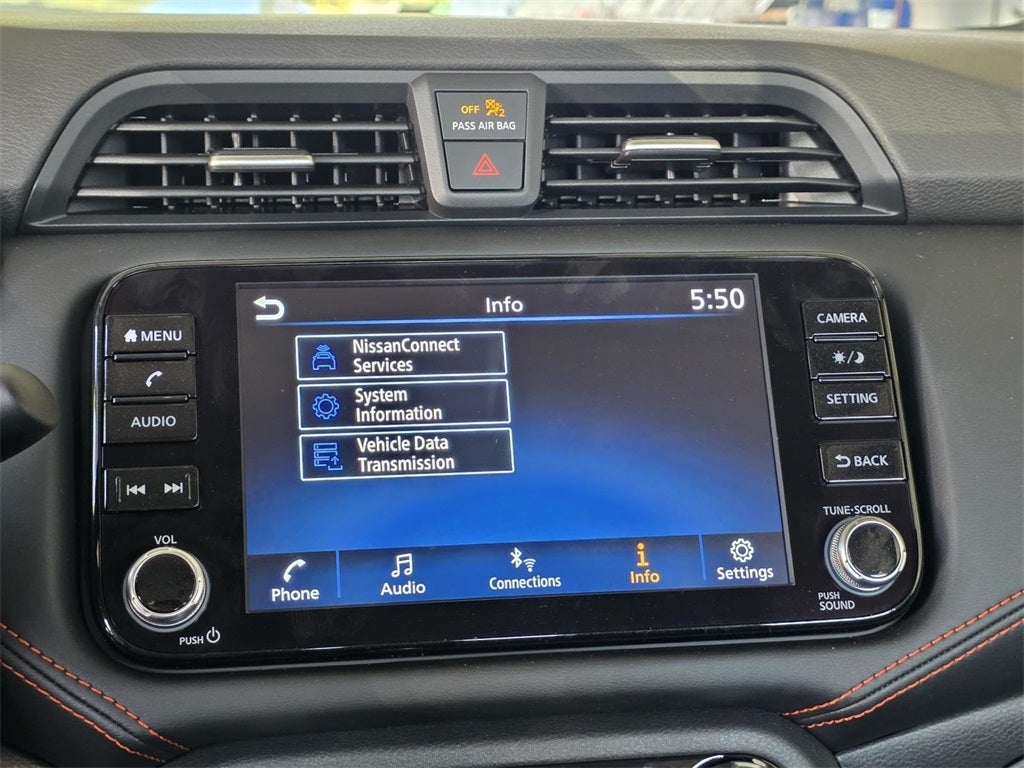 OFF 2
PASS AIR BAG
Info
5:50
MENU
AUDIO
VOL
PUSH
NissanConnect
Services
System
Information
Vehicle Data
Transmission
Phone
Audio
Connections
Info
Settings
CAMERA
SETTING
BACK
TUNE·SCROLL
PUSH
SOUND